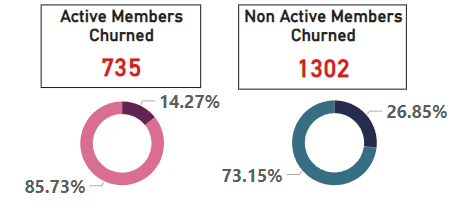 Active Members
Churned
735
Non Active Members
Churned
1302
14.27%
85.73%
26.85%
73.15%